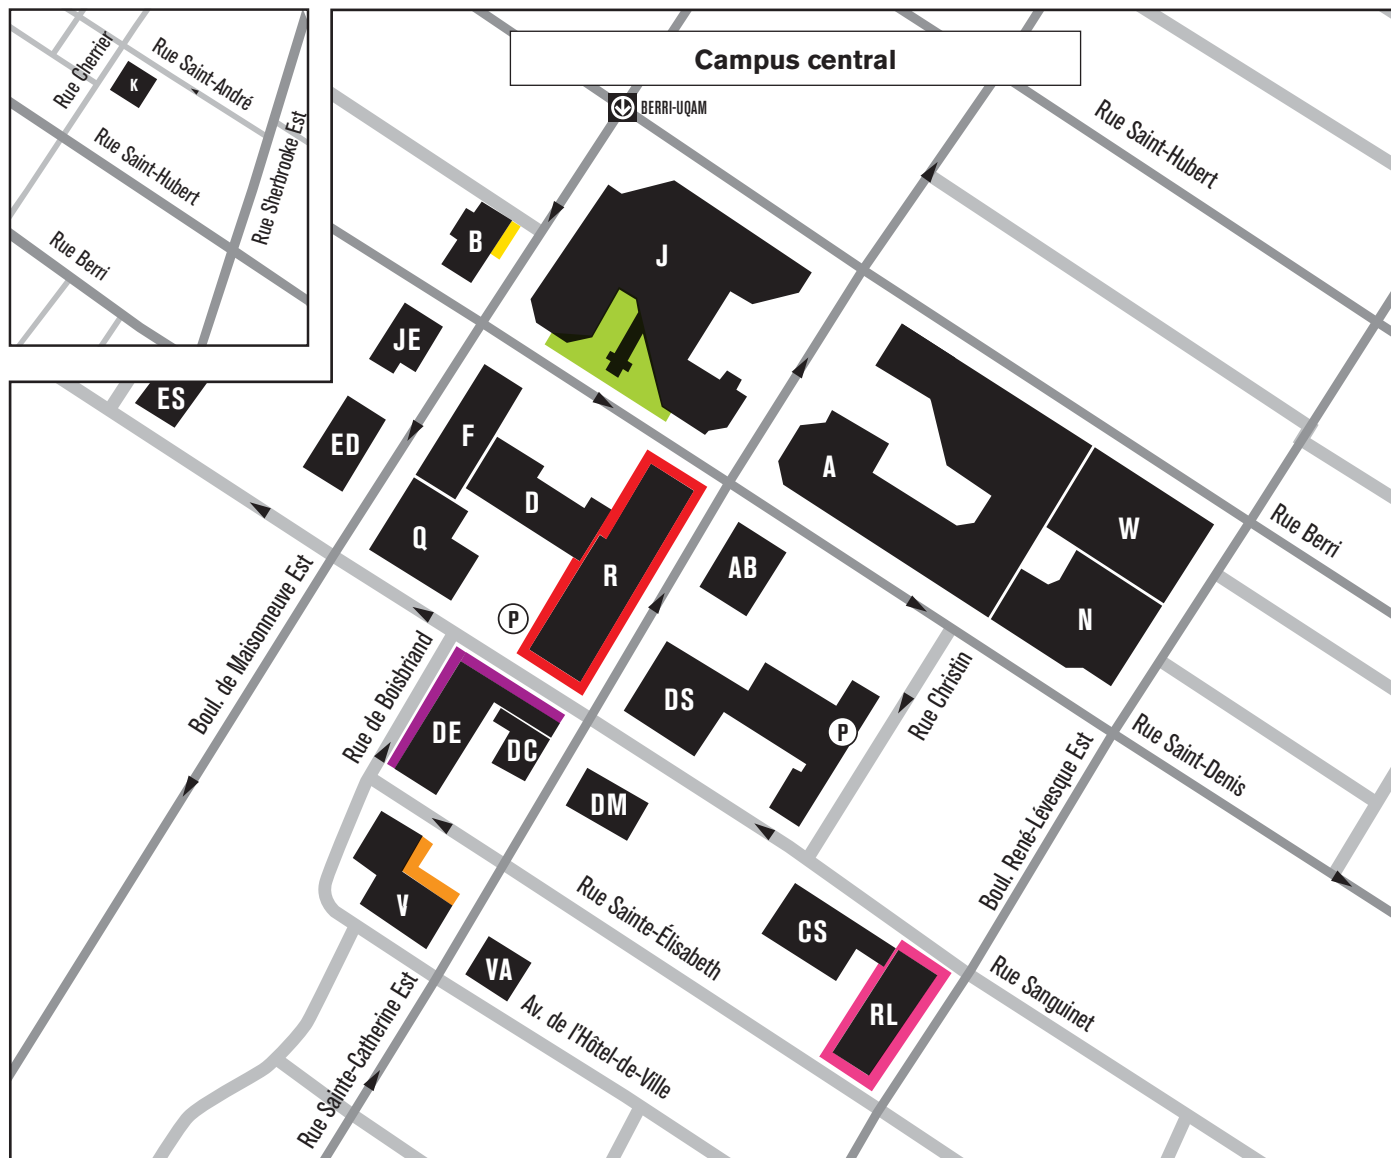 Campus central
Rue Cherrier
Rue Saint-André
K
Rue Saint-Hubert
Rue Sherbrooke Est
Rue Berri
BERRI-UQAM
Rue Saint-Hubert
B
J
JE
ES
ED
F
D
Q
R
P
A
W
N
AB
Rue Berri
Boul. de Maisonneuve Est
Rue de Boisbriand
DE
DC
DS
P
Rue Christin
Rue Saint-Denis
Boul. René-Lévesque Est
DM
V
VA
Rue Sainte-Élisabeth
CS
RL
Rue Sanguinet
Av. de l'Hôtel-de-Ville
Rue Sainte-Catherine Est